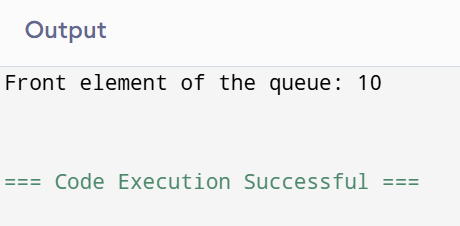 Output
Front element of the queue: 10
=== Code Execution Successful ===